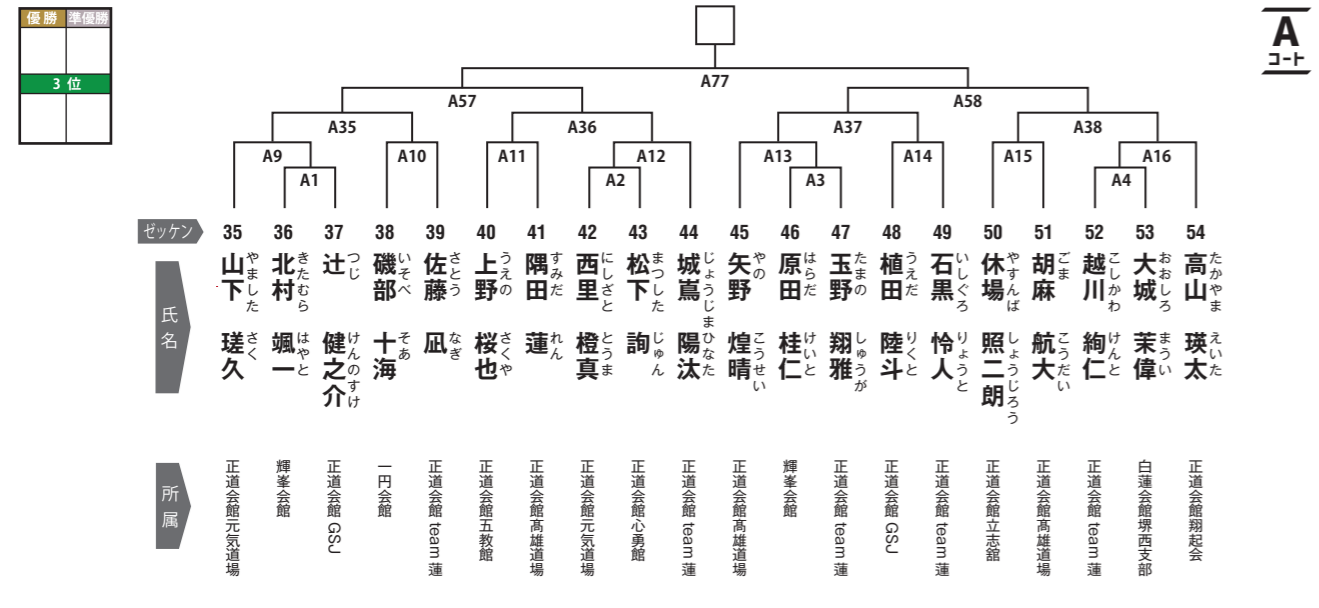 優勝 準優勝
3 位
A
コート
A77
A57 A58
A35 A36 A37 A38
A9 A10 A11 A12 A13 A14 A15 A16
A1 A2 A3 A4
ゼッケン 35 36 37 38 39 40 41 42 43 44 45 46 47 48 49 50 51 52 53 54
氏名
山下 瑳久 やました さく
北村 颯一 きたむら はやと
辻 健之介 つじ けんのすけ
磯部 十海 いそべ そあ
佐藤 凪 さとう なぎ
上野 桜也 うえの さくや
隅田 蓮 すみだ れん
西里 橙真 にしざと とうま
松下 詢 まつした じゅん
城嶌 陽汰 じょうじま ひなた
矢野 煌晴 やの こうせい
原田 桂仁 はらだ けいと
玉野 翔雅 たまの しゅうが
植田 陸斗 うえだ りくと
石黒 怜人 いしぐろ りょうと
休場 照二朗 やすんば しょうじろう
胡麻 航大 ごま こうだい
越川 絢仁 こしかわ けんと
大城 茉偉 おおしろ まうい
高山 瑛太 たかやま えいた
所属
正道会館元気道場
輝峯会館
正道会館 GSJ
一円会館
正道会館 team 蓮
正道会館五教館
正道会館髙雄道場
正道会館元気道場
正道会館心勇館
正道会館 team 蓮
正道会館髙雄道場
輝峯会館
正道会館 team 蓮
正道会館 GSJ
正道会館 team 蓮
正道会館立志舘
正道会館髙雄道場
正道会館 team 蓮
白蓮会館堺西支部
正道会館翔起会